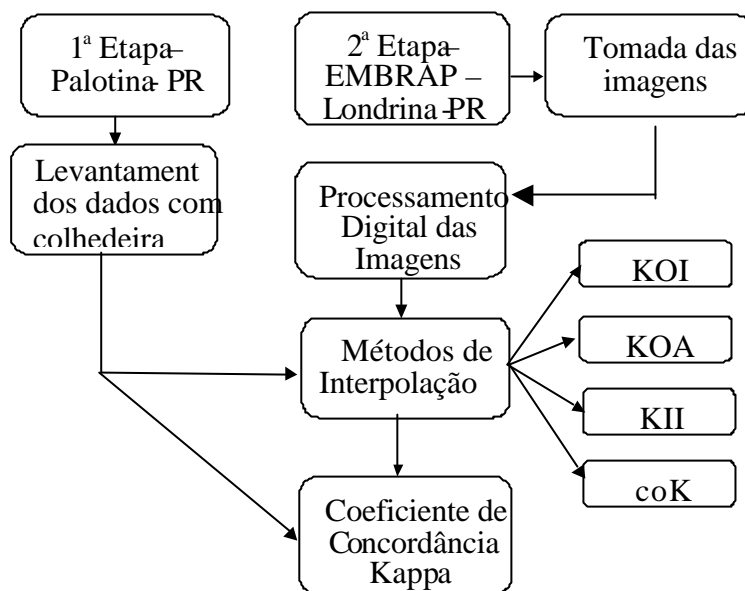 1ª Etapa–
Palotina- PR
2ª Etapa–
EMBRAP –
Londrina -PR
Tomada das
imagens
Levantament
dos dados com
colhedeira
Processamento
Digital das
Imagens
KOI
KOA
KII
coK
Métodos de
Interpolação
Coeficiente de
Concordância
Kappa